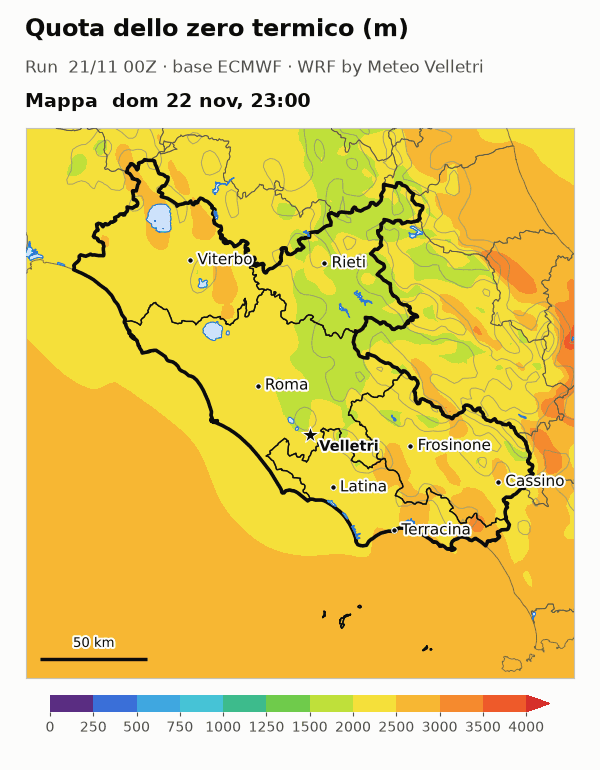 Quota dello zero termico (m)
Run  21/11 00Z · base ECMWF · WRF by Meteo Velletri
Mappa  dom 22 nov, 23:00
Viterbo
Rieti
Roma
Velletri
Frosinone
Cassino
Latina
Terracina
50 km
0 250 500 750 1000 1250 1500 2000 2500 3000 3500 4000